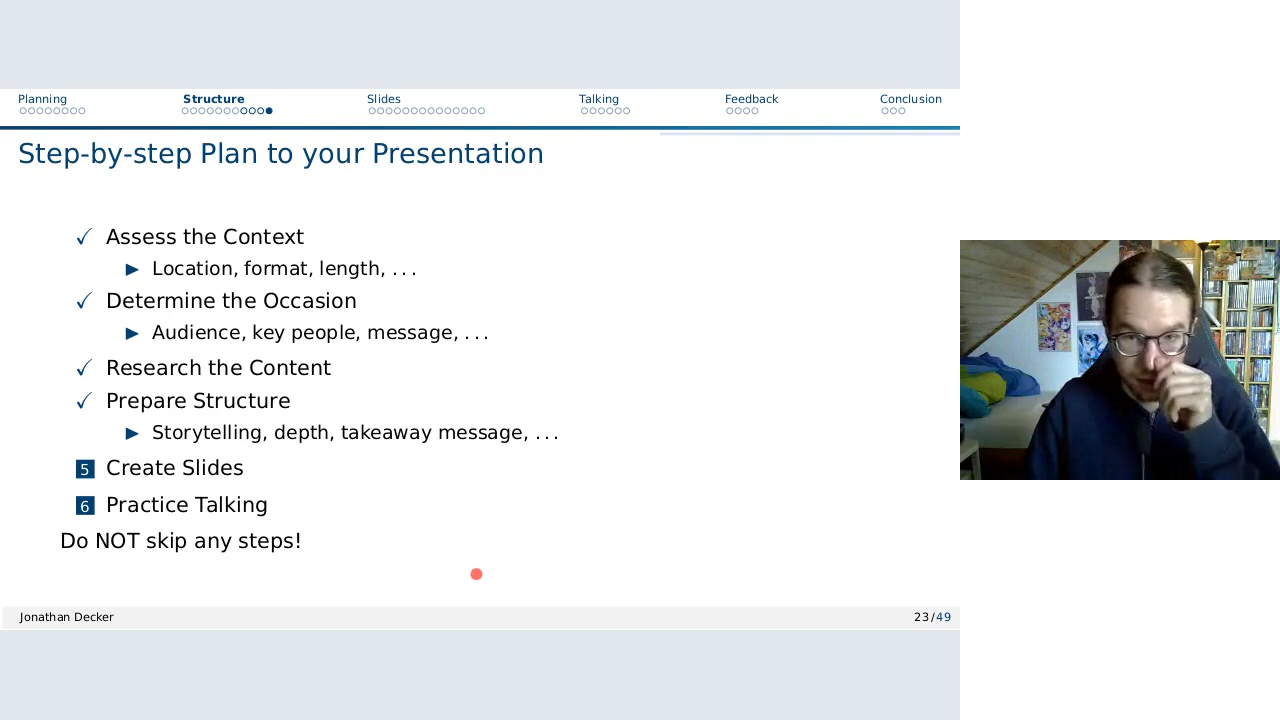 Planning Structure Slides Talking Feedback Conclusion
Step-by-step Plan to your Presentation
✓ Assess the Context
▶ Location, format, length, . . .
✓ Determine the Occasion
▶ Audience, key people, message, . . .
✓ Research the Content
✓ Prepare Structure
▶ Storytelling, depth, takeaway message, . . .
5 Create Slides
6 Practice Talking
Do NOT skip any steps!
Jonathan Decker 23/49